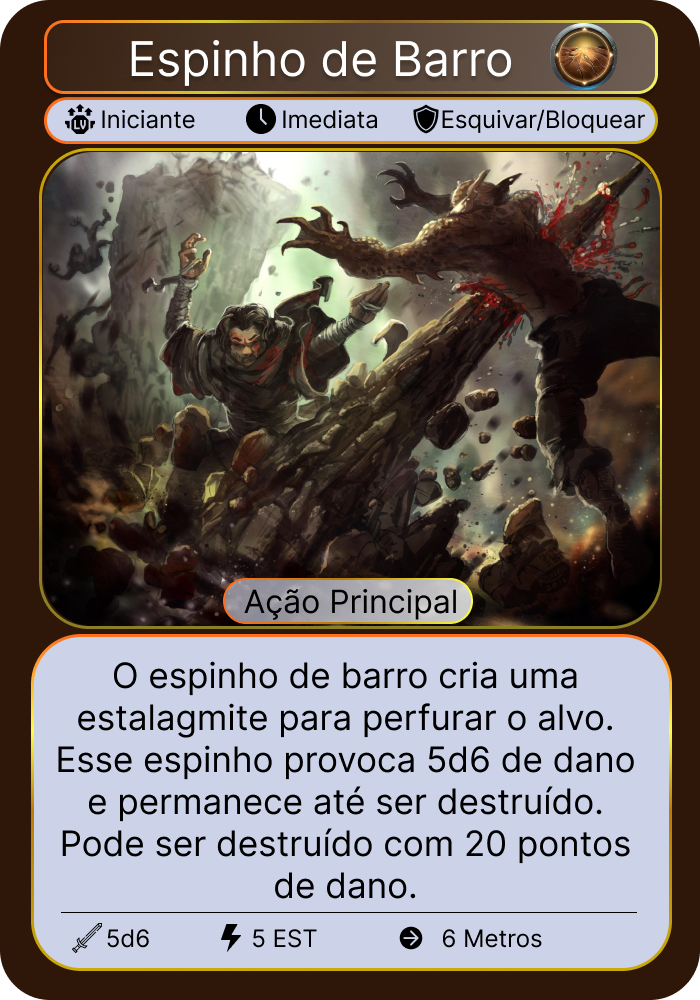 Espinho de Barro
LV Iniciante Imediata Esquivar/Bloquear
Ação Principal
O espinho de barro cria uma
estalagmite para perfurar o alvo.
Esse espinho provoca 5d6 de dano
e permanece até ser destruído.
Pode ser destruído com 20 pontos
de dano.
5d6 5 EST 6 Metros